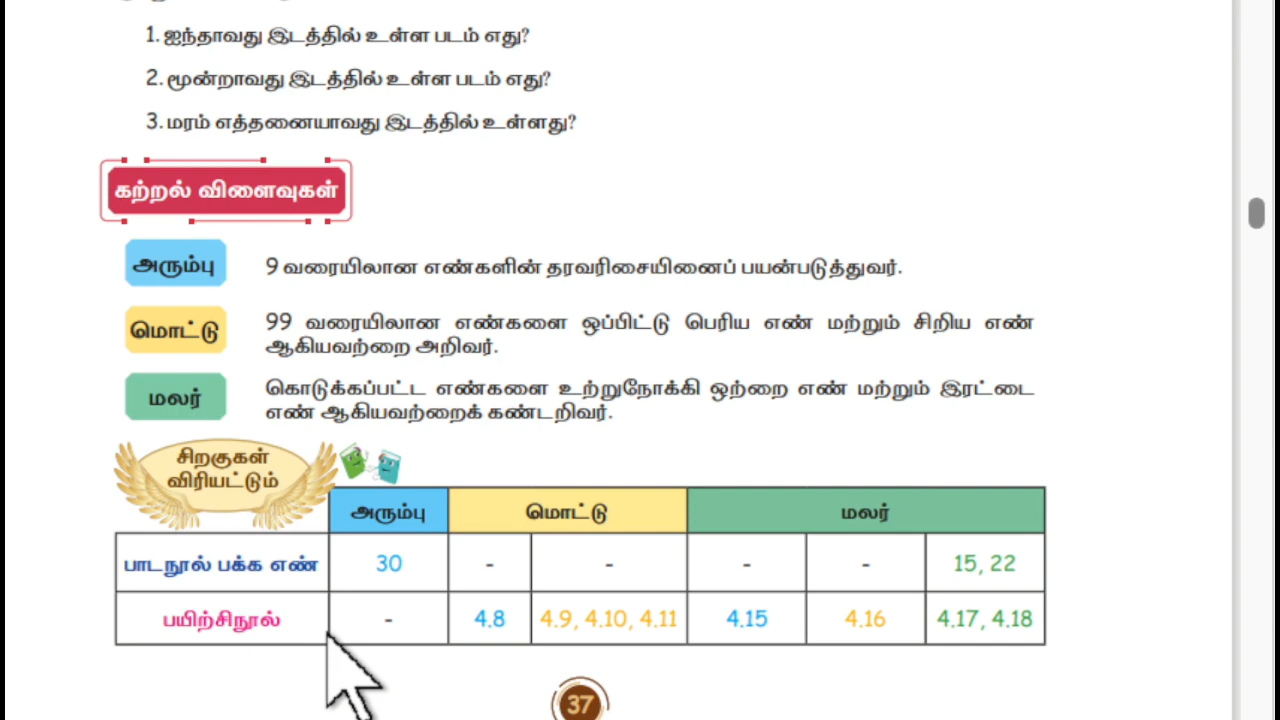 1. ஐந்தாவது இடத்தில் உள்ள படம் எது?
2. மூன்றாவது இடத்தில் உள்ள படம் எது?
3. மரம் எத்தனையாவது இடத்தில் உள்ளது?
கற்றல் விளைவுகள்
அரும்பு 9 வரையிலான எண்களின் தரவரிசையினைப் பயன்படுத்துவர்.
மொட்டு 99 வரையிலான எண்களை ஒப்பிட்டு பெரிய எண் மற்றும் சிறிய எண்
ஆகியவற்றை அறிவர்.
மலர் கொடுக்கப்பட்ட எண்களை உற்றுநோக்கி ஒற்றை எண் மற்றும் இரட்டை
எண் ஆகியவற்றைக் கண்டறிவர்.
சிறகுகள்
விரியட்டும்
அரும்பு மொட்டு மலர்
பாடநூல் பக்க எண் 30 - - - - 15, 22
பயிற்சிநூல் - 4.8 4.9, 4.10, 4.11 4.15 4.16 4.17, 4.18
37